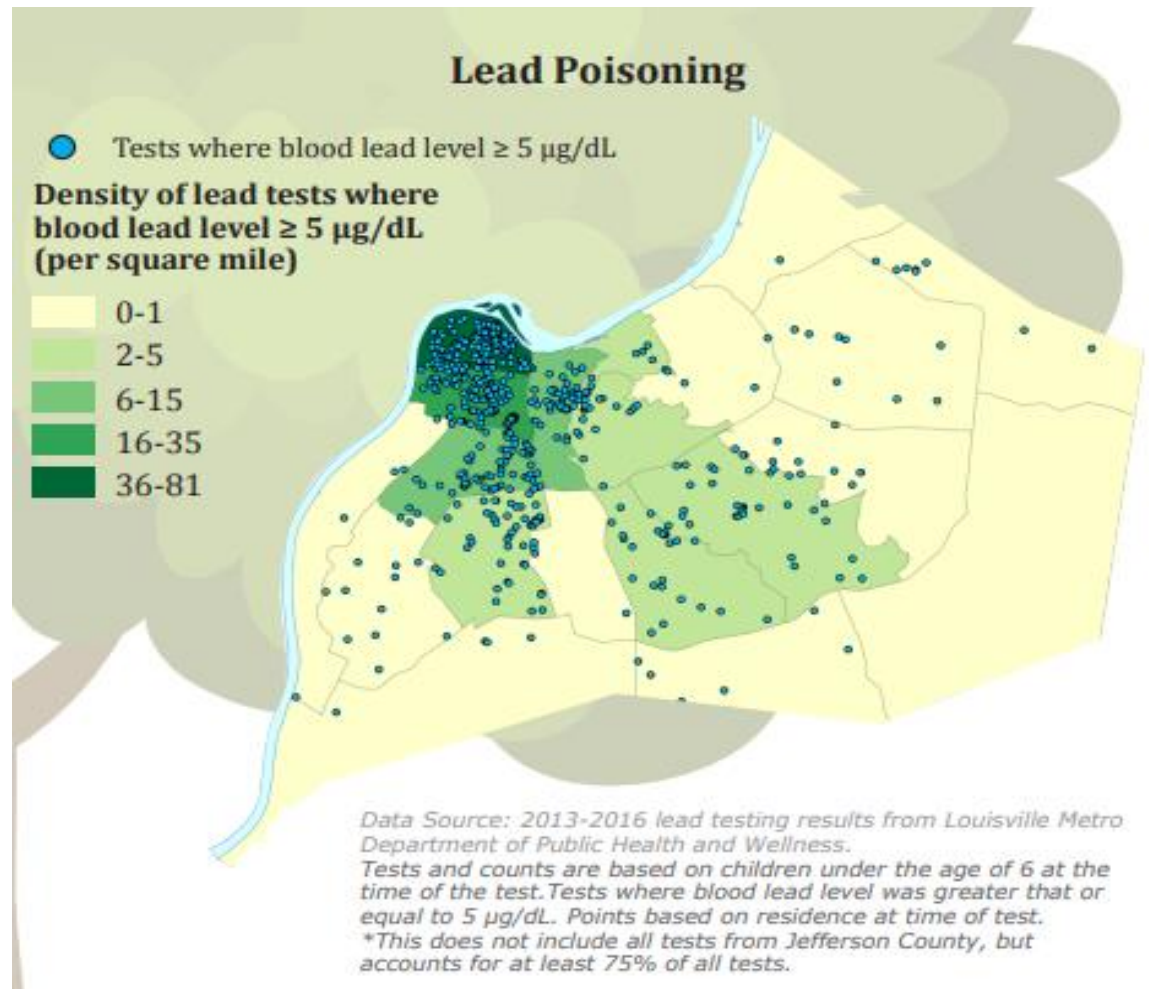 Lead Poisoning
Tests where blood lead level ≥ 5 µg/dL
Density of lead tests where
blood lead level ≥ 5 µg/dL
(per square mile)
0-1
2-5
6-15
16-35
36-81
Data Source: 2013-2016 lead testing results from Louisville Metro
Department of Public Health and Wellness.
Tests and counts are based on children under the age of 6 at the
time of the test.Tests where blood lead level was greater that or
equal to 5 µg/dL. Points based on residence at time of test.
*This does not include all tests from Jefferson County, but
accounts for at least 75% of all tests.